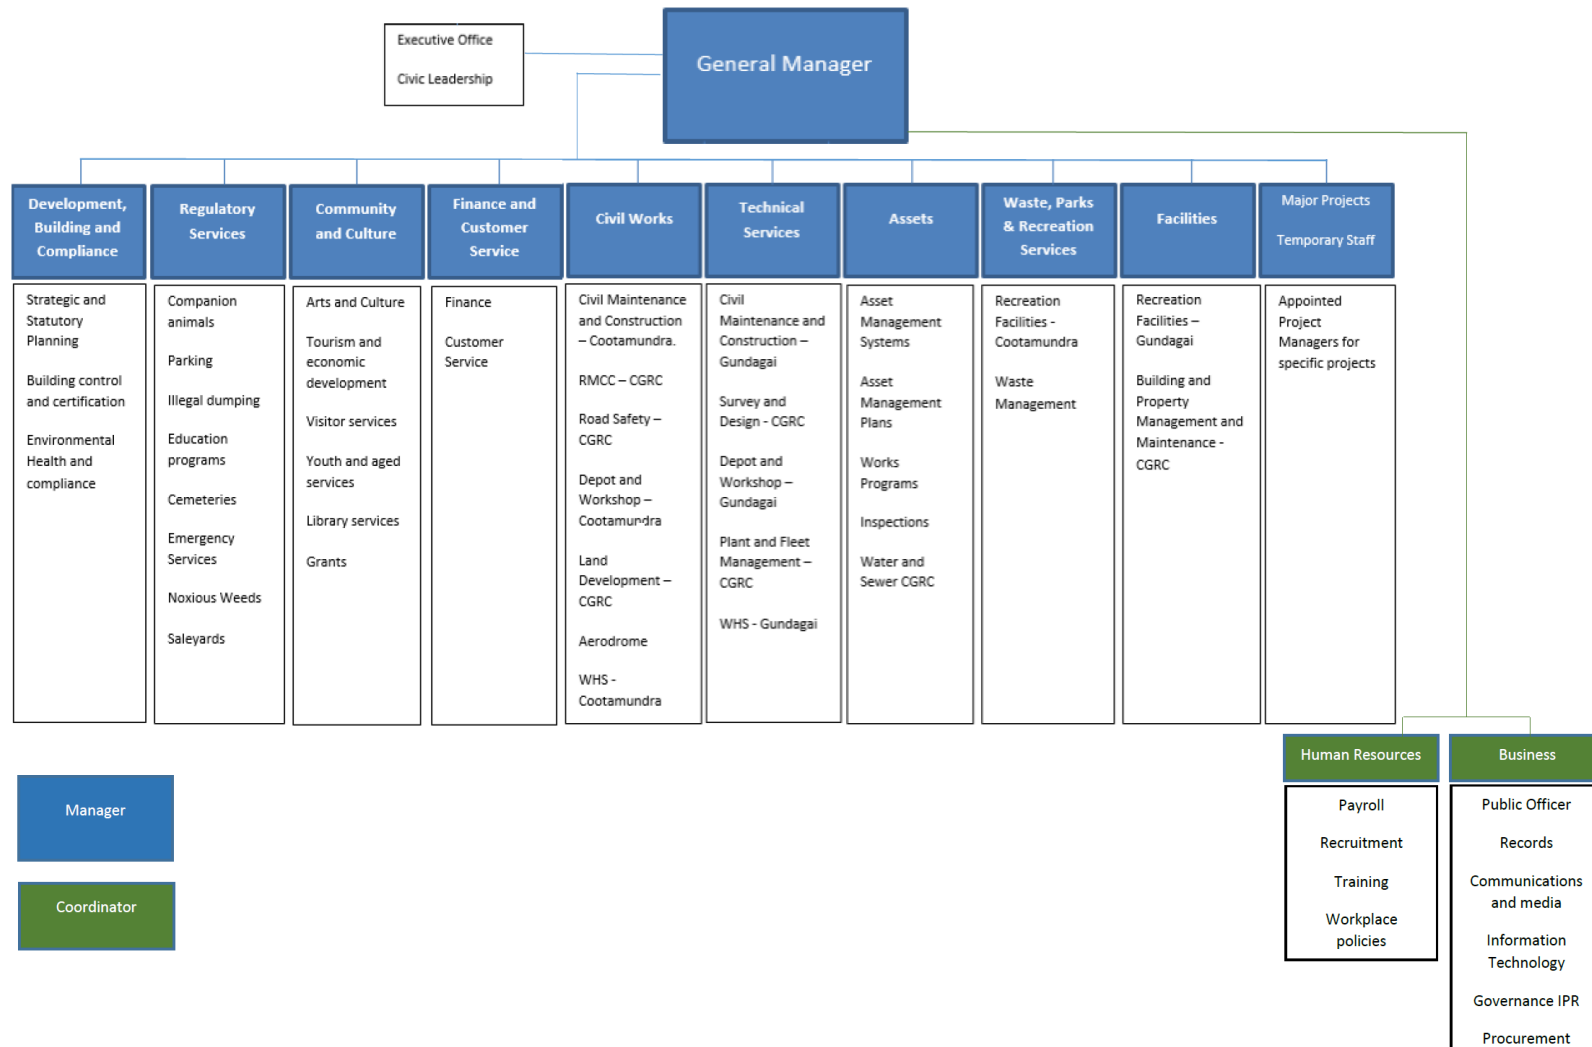 Executive Office
Civic Leadership
General Manager
Development,
Building and
Compliance
Strategic and
Statutory
Planning
Building control
and certification
Environmental
Health and
compliance
Regulatory
Services
Companion
animals
Parking
Illegal dumping
Education
programs
Cemeteries
Emergency
Services
Noxious Weeds
Saleyards
Community
and Culture
Arts and Culture
Tourism and
economic
development
Visitor services
Youth and aged
services
Library services
Grants
Finance and
Customer
Service
Finance
Customer
Service
Civil Works
Civil Maintenance
and Construction
– Cootamundra.
RMCC – CGRC
Road Safety –
CGRC
Depot and
Workshop –
Cootamundra
Land
Development –
CGRC
Aerodrome
WHS -
Cootamundra
Technical
Services
Civil
Maintenance and
Construction –
Gundagai
Survey and
Design - CGRC
Depot and
Workshop –
Gundagai
Plant and Fleet
Management –
CGRC
WHS - Gundagai
Assets
Asset
Management
Systems
Asset
Management
Plans
Works
Programs
Inspections
Water and
Sewer CGRC
Waste, Parks
& Recreation
Services
Recreation
Facilities -
Cootamundra
Waste
Management
Facilities
Recreation
Facilities –
Gundagai
Building and
Property
Management and
Maintenance -
CGRC
Major Projects
Temporary Staff
Appointed
Project
Managers for
specific projects
Human Resources
Payroll
Recruitment
Training
Workplace
policies
Business
Public Officer
Records
Communications
and media
Information
Technology
Governance IPR
Procurement
Manager
Coordinator